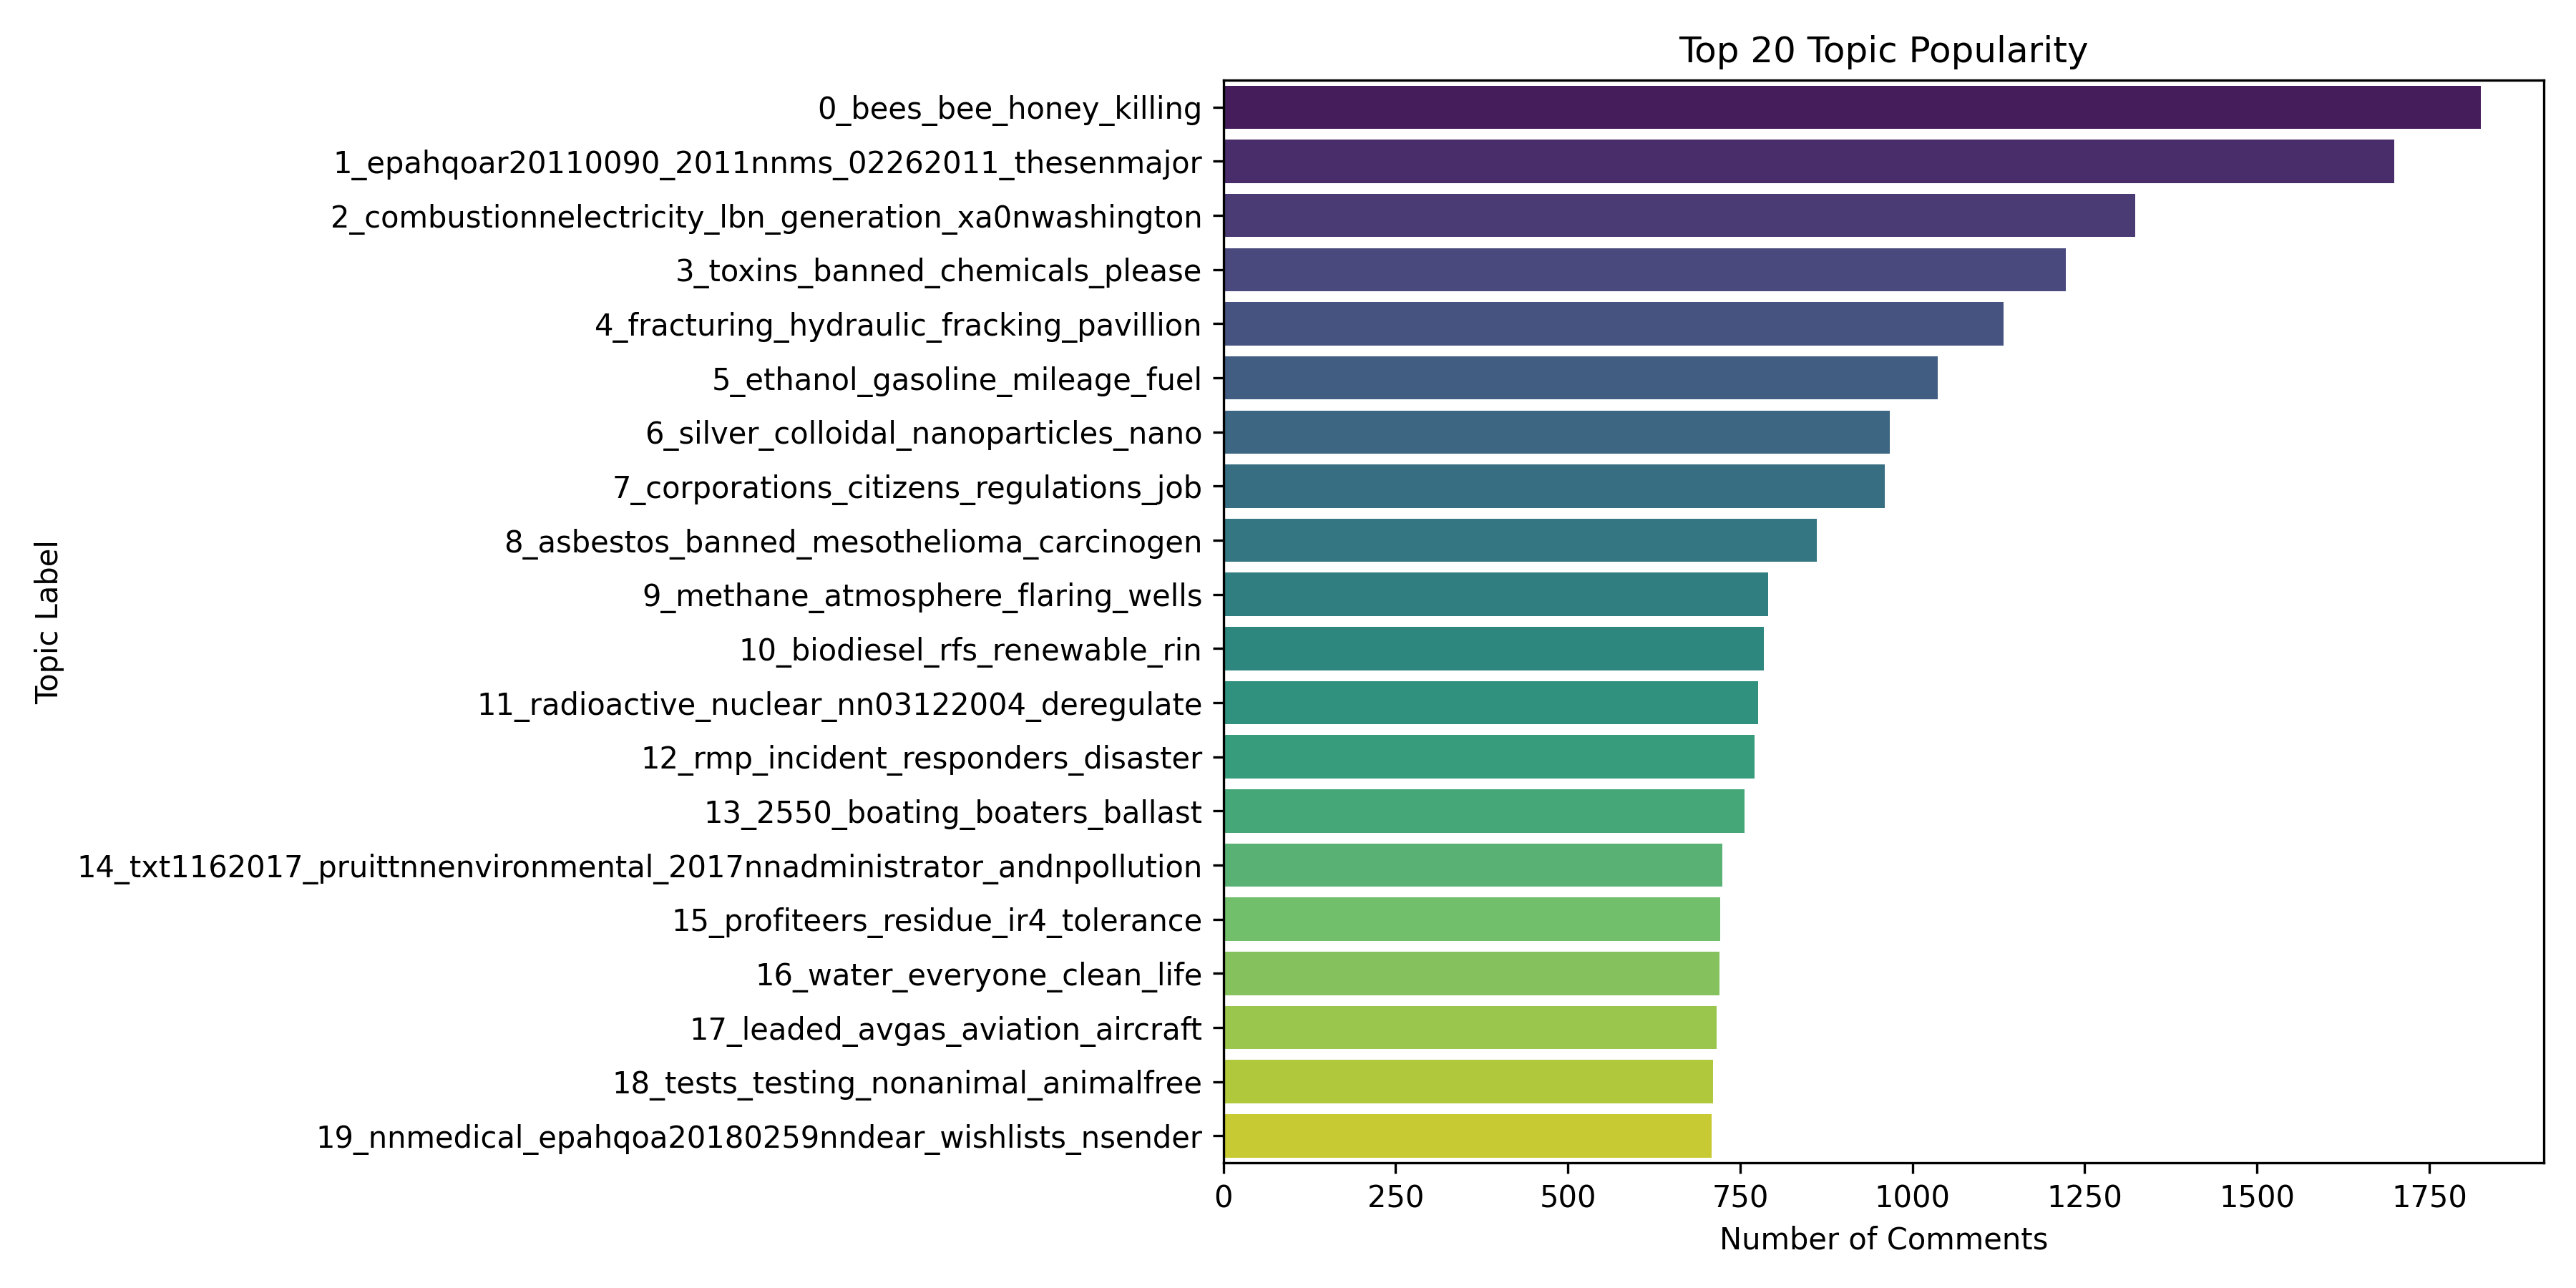 Top 20 Topic Popularity
Topic Label
0_bees_bee_honey_killing
1_epahqoar20110090_2011nnms_02262011_thesenmajor
2_combustionnelectricity_lbn_generation_xa0nwashington
3_toxins_banned_chemicals_please
4_fracturing_hydraulic_fracking_pavillion
5_ethanol_gasoline_mileage_fuel
6_silver_colloidal_nanoparticles_nano
7_corporations_citizens_regulations_job
8_asbestos_banned_mesothelioma_carcinogen
9_methane_atmosphere_flaring_wells
10_biodiesel_rfs_renewable_rin
11_radioactive_nuclear_nn03122004_deregulate
12_rmp_incident_responders_disaster
13_2550_boating_boaters_ballast
14_txt1162017_pruittnnenvironmental_2017nnadministrator_andnpollution
15_profiteers_residue_ir4_tolerance
16_water_everyone_clean_life
17_leaded_avgas_aviation_aircraft
18_tests_testing_nonanimal_animalfree
19_nnmedical_epahqoa20180259nndear_wishlists_nsender
0 250 500 750 1000 1250 1500 1750
Number of Comments